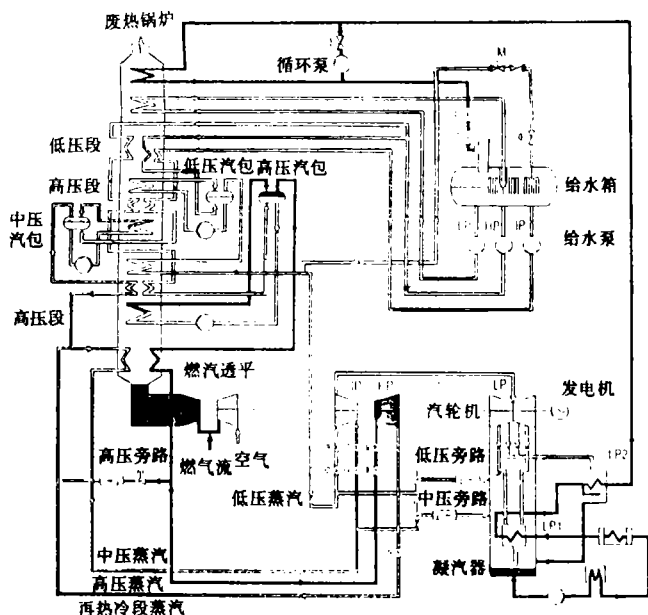 废热锅炉
循环泵
M
低压段
低压汽包
高压汽包
高压段
给水箱
中压
汽包
给水泵
高压段
燃汽透平
发电机
LP
汽轮机
高压旁路
燃气流
空气
低压旁路
LP2
低压蒸汽
中压旁路
LP1
中压蒸汽
凝汽器
高压蒸汽
再热冷段蒸汽